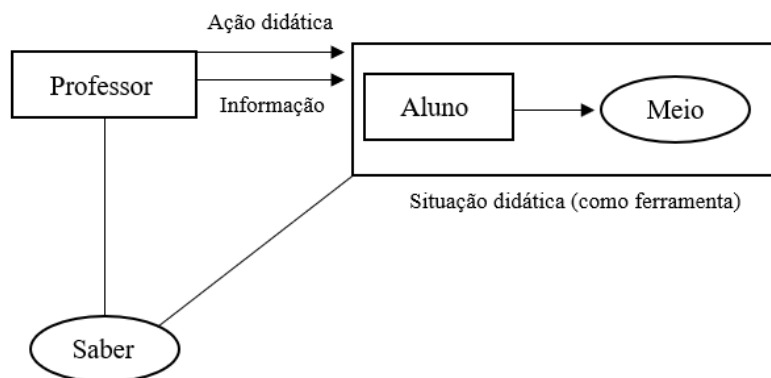 Ação didática
Professor
Informação
Aluno
Meio
Situação didática (como ferramenta)
Saber